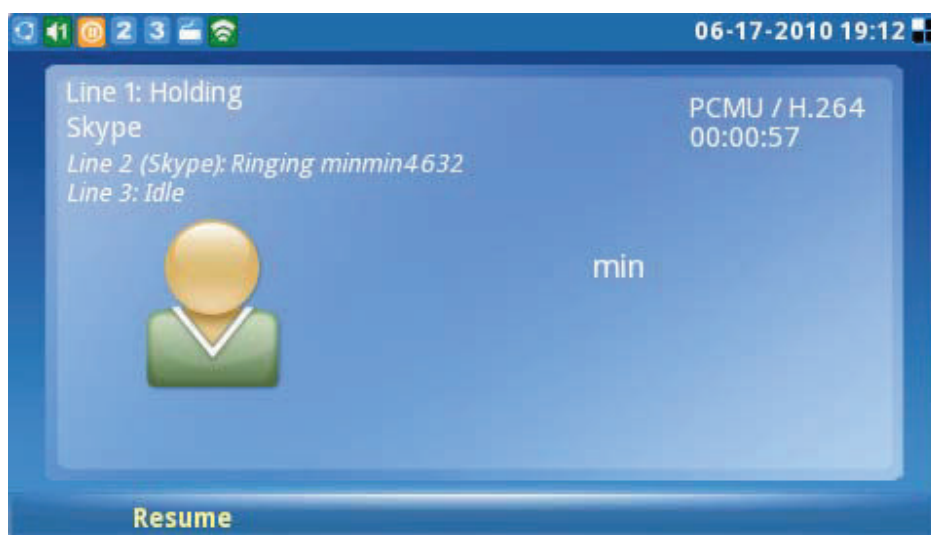 1 2 3 06-17-2010 19:12
Line 1: Holding
Skype
PCMU / H.264
00:00:57
Line 2 (Skype): Ringing minmin4632
Line 3: Idle
min
Resume